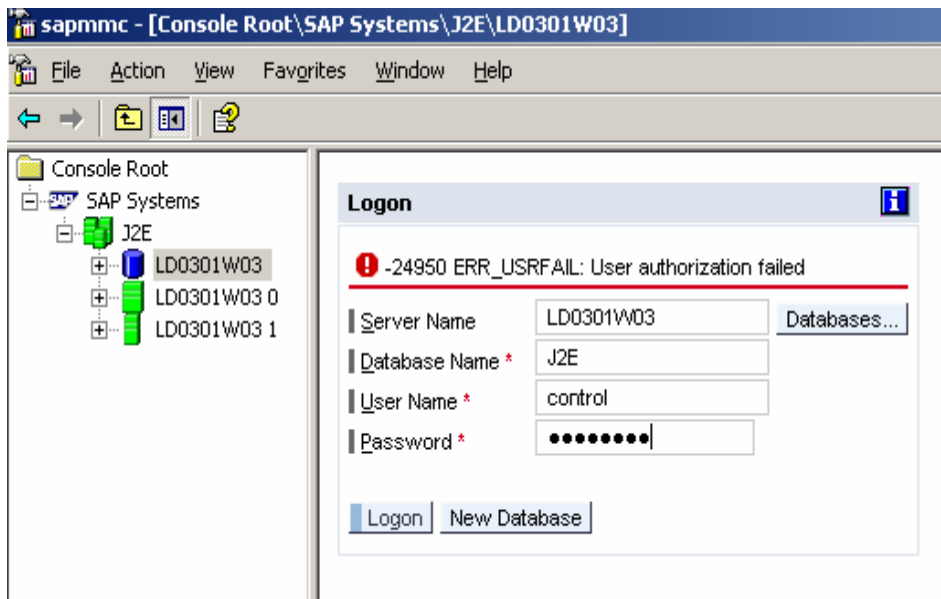 sapmmc - [Console Root\SAP Systems\J2E\LD0301W03]
File Action View Favorites Window Help
Console Root
SAP SAP Systems
J2E
LD0301W03
LD0301W03 0
LD0301W03 1
Logon
-24950 ERR_USRFAIL: User authorization failed
Server Name LD0301W03 Databases...
Database Name * J2E
User Name * control
Password * ●●●●●●●●
Logon New Database